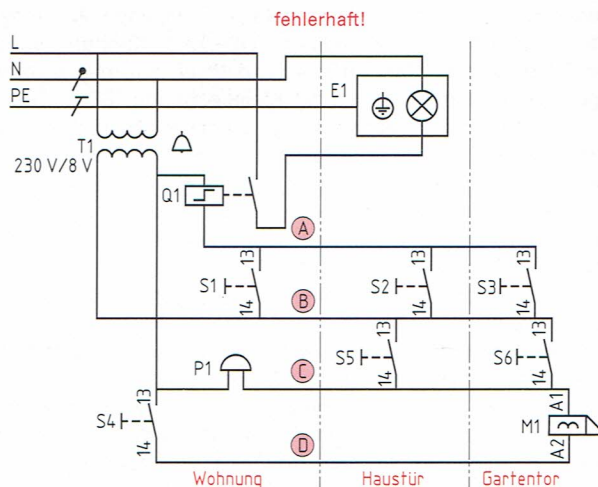 fehlerhaft!
L
N
PE
E1
T1
230 V/8 V
Q1
A
13
13
13
S1
S2
S3
14
14
14
B
P1
C
S5
13
14
S6
13
14
A1
M1
A2
S4
13
14
D
Wohnung
Haustür
Gartentor